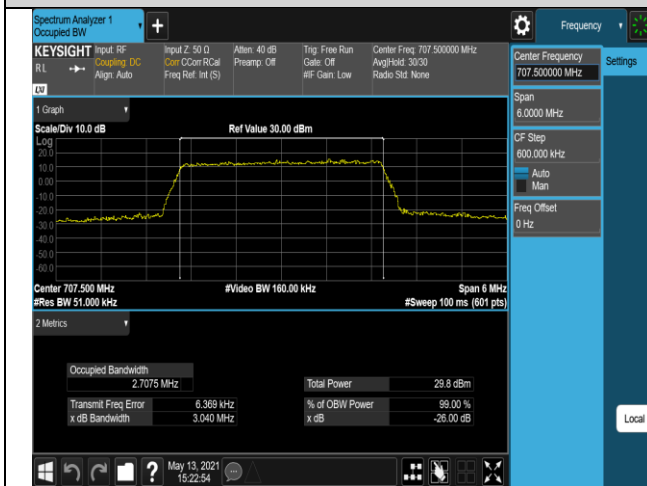 Spectrum Analyzer 1
Occupied BW
Frequency
KEYSIGHT
RL
LXI
Input: RF
Coupling: DC
Align: Auto
Input Z: 50 Ω
Corr CCorr RCal
Freq Ref: Int (S)
Atten: 40 dB
Preamp: Off
Trig: Free Run
Gate: Off
#IF Gain: Low
Center Freq: 707.500000 MHz
Avg|Hold: 30/30
Radio Std: None
Center Frequency
707.500000 MHz
Settings
Span
6.0000 MHz
CF Step
600.000 kHz
Auto
Man
Freq Offset
0 Hz
1 Graph
Scale/Div 10.0 dB
Ref Value 30.00 dBm
Log
20.0
10.0
0.00
-10.0
-20.0
-30.0
-40.0
-50.0
-60.0
Center 707.500 MHz
#Video BW 160.00 kHz
Span 6 MHz
#Res BW 51.000 kHz
#Sweep 100 ms (601 pts)
2 Metrics
Occupied Bandwidth
2.7075 MHz
Total Power 29.8 dBm
Transmit Freq Error 6.369 kHz
% of OBW Power 99.00 %
x dB Bandwidth 3.040 MHz
x dB -26.00 dB
Local
?
May 13, 2021
15:22:54